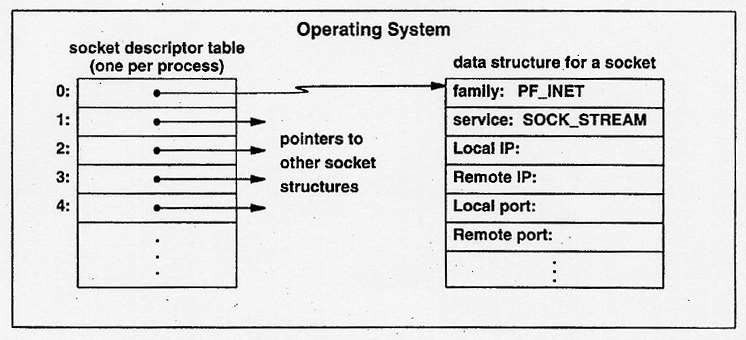 Operating System
socket descriptor table
(one per process)
0:
1:
2:
3:
4:
pointers to
other socket
structures
data structure for a socket
family: PF_INET
service: SOCK_STREAM
Local IP:
Remote IP:
Local port:
Remote port: